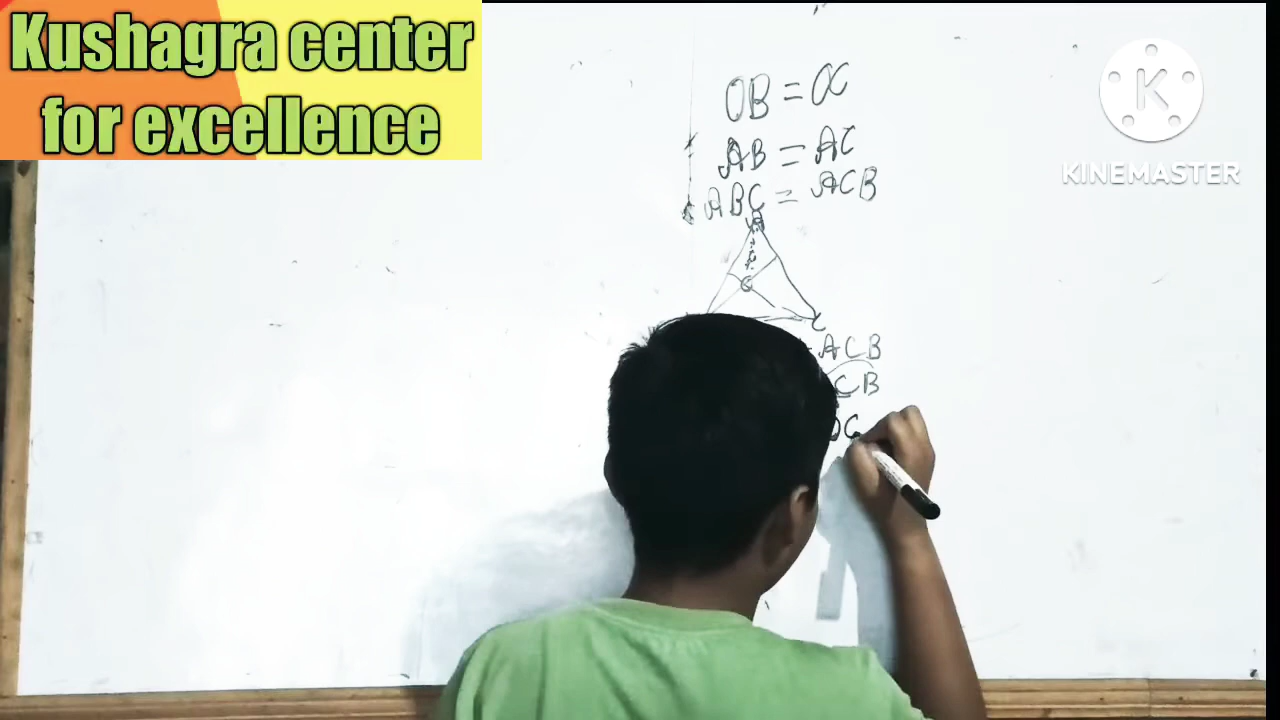 Kushagra center
for excellence
K
KINEMASTER
OB = OC
AB = AC
ABC = ACB
A
C
ACB
CB